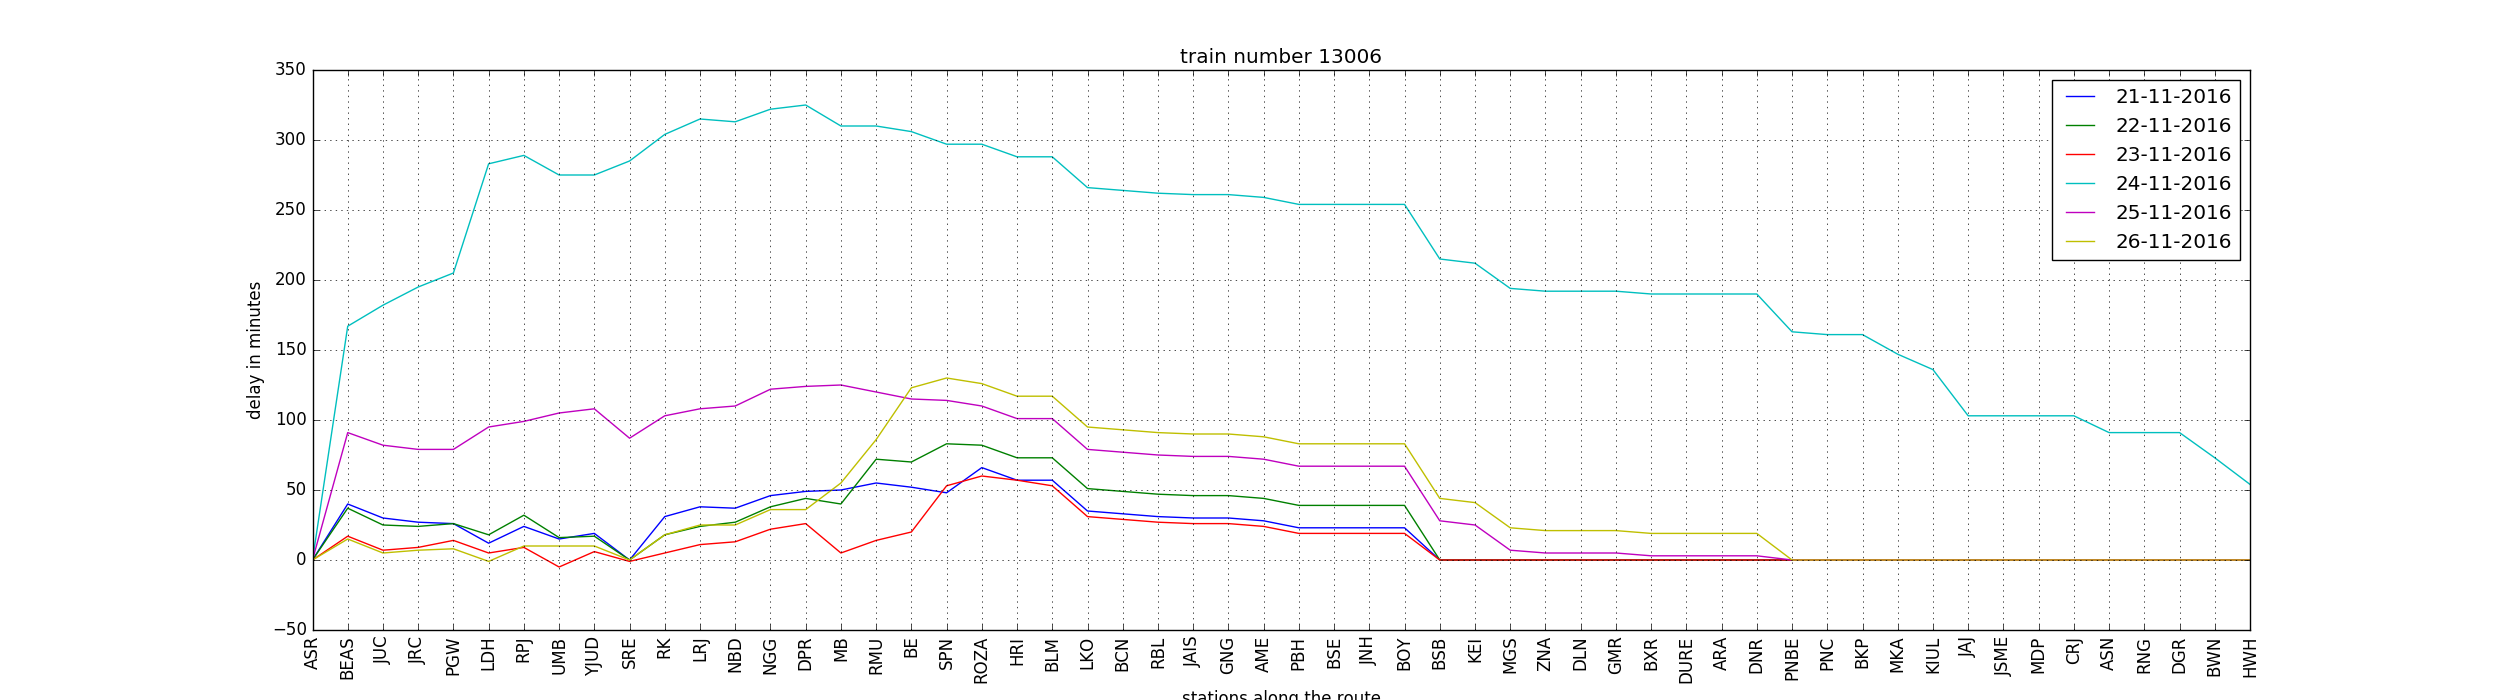 train number 13006
350
300
250
200
150
100
50
0
−50
delay in minutes
21-11-2016
22-11-2016
23-11-2016
24-11-2016
25-11-2016
26-11-2016
ASR
BEAS
JUC
JRC
PGW
LDH
RPJ
UMB
YJUD
SRE
RK
LRJ
NBD
NGG
DPR
MB
RMU
BE
SPN
ROZA
HRI
BLM
LKO
BCN
RBL
JAIS
GNG
AME
PBH
BSE
JNH
BOY
BSB
KEI
MGS
ZNA
DLN
GMR
BXR
DURE
ARA
DNR
PNBE
PNC
BKP
MKA
KIUL
JAJ
JSME
MDP
CRJ
ASN
RNG
DGR
BWN
HWH
stations along the route